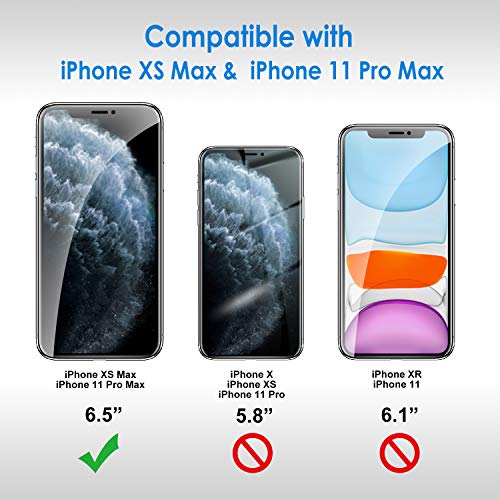 Compatible with
iPhone XS Max & iPhone 11 Pro Max
iPhone XS Max
iPhone 11 Pro Max
6.5”
iPhone X
iPhone XS
iPhone 11 Pro
5.8”
iPhone XR
iPhone 11
6.1”